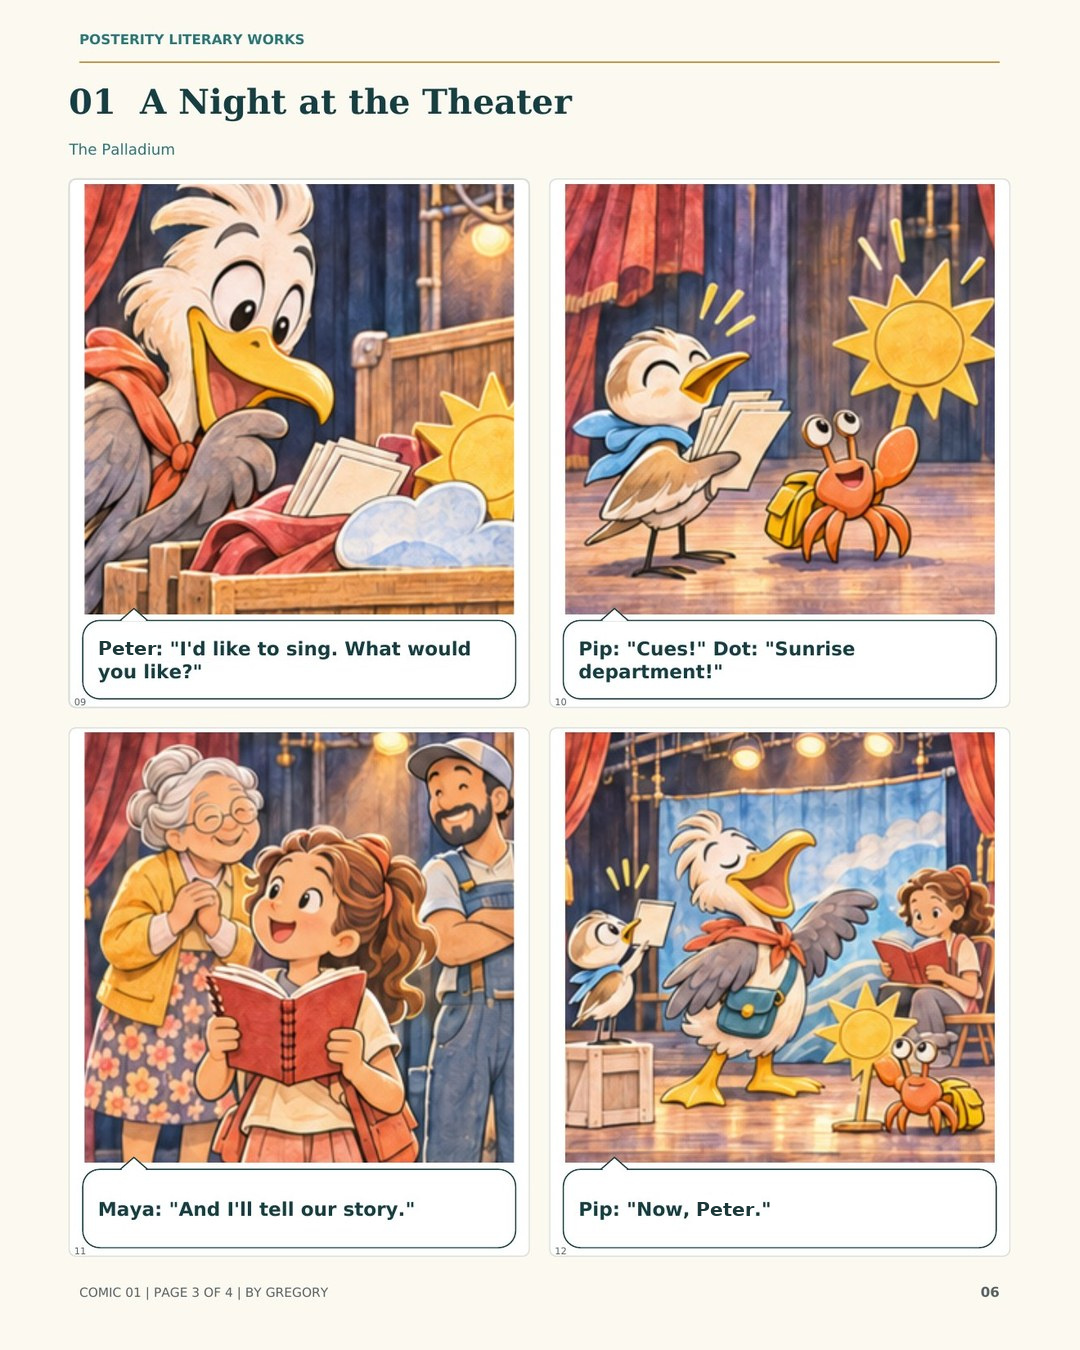 POSTERITY LITERARY WORKS
01 A Night at the Theater
The Palladium
Peter: "I'd like to sing. What would
you like?"
09
Pip: "Cues!" Dot: "Sunrise
department!"
10
Maya: "And I'll tell our story."
11
Pip: "Now, Peter."
12
COMIC 01 | PAGE 3 OF 4 | BY GREGORY
06